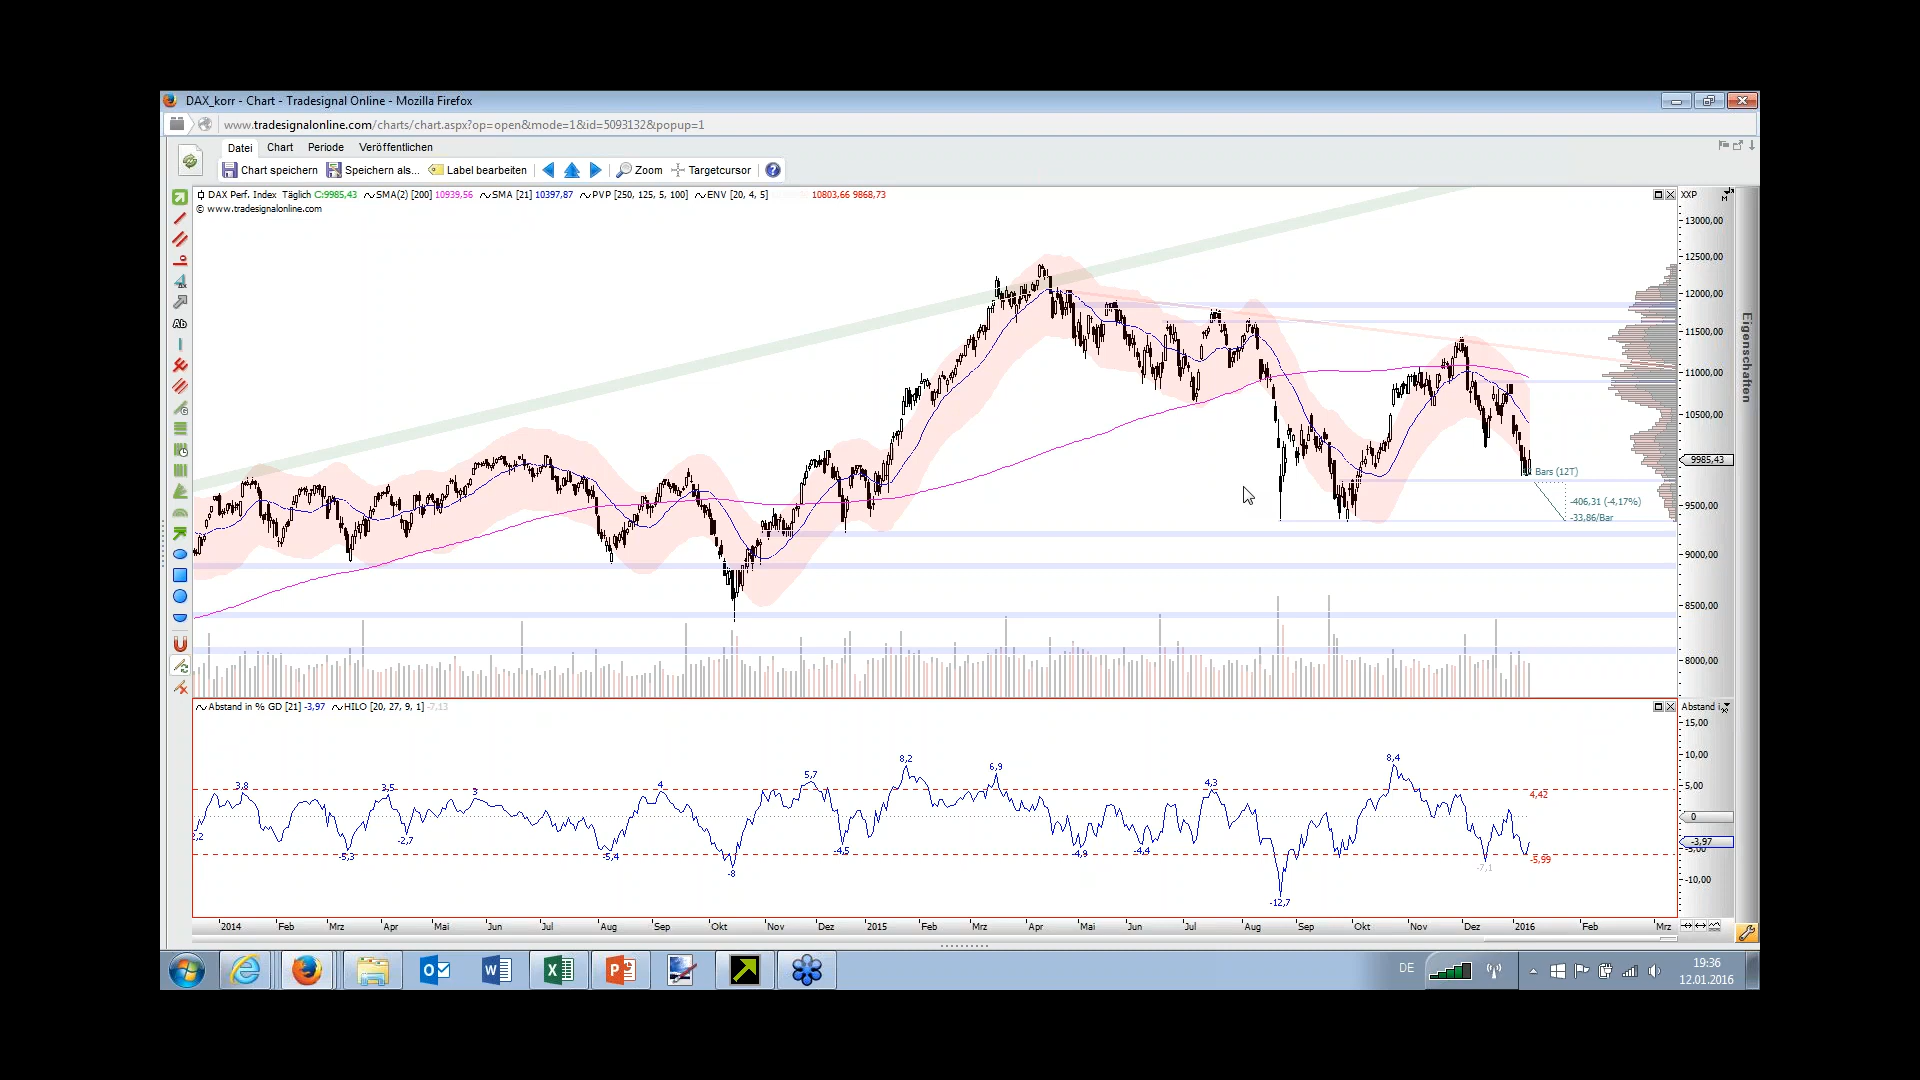 DAX_korr - Chart - Tradesignal Online - Mozilla Firefox
www.tradesignalonline.com/charts/chart.aspx?op=open&mode=1&id=5093132&popup=1
Datei Chart Periode Veröffentlichen
Chart speichern Speichern als... Label bearbeiten Zoom Targetcursor
DAX Perf. Index Täglich C:9985,43 SMA(2) [200] 10939,56 SMA [21] 10397,87 PVP [250, 125, 5, 100] ENV [20, 4, 5] 10803,66 9868,73 XXP
© www.tradesignalonline.com
13000,00
12500,00
12000,00
11500,00
11000,00
10500,00
9985,43
9500,00
9000,00
8500,00
8000,00
Eigenschaften
Ab
Bars (12T)
-406,31 (-4,17%)
-33,86/Bar
Abstand in % GD [21] -3,97 HILO [20, 27, 9, 1] -7,13
15,00
10,00
5,00
0
-3,97
-10,00
3,8 3,5 3 4 5,7 8,2 6,9 4,3 8,4
4,42
-5,3 -2,7 -5,4 -8 -4,5 -4,9 -4,4 -12,7 -7,1
-5,99
2014 Feb Mrz Apr Mai Jun Jul Aug Sep Okt Nov Dez 2015 Feb Mrz Apr Mai Jun Jul Aug Sep Okt Nov Dez 2016 Feb Mrz
DE
19:36
12.01.2016